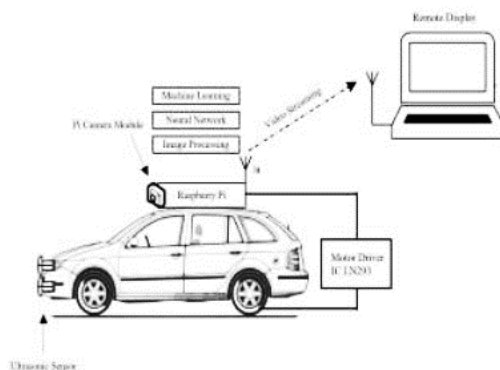 Remote Display
Machine Learning
Neural Network
Image Processing
Video Streaming
Pi Camera Module
Raspberry Pi
Motor Driver
IC LN293
Ultrasonic Sensor